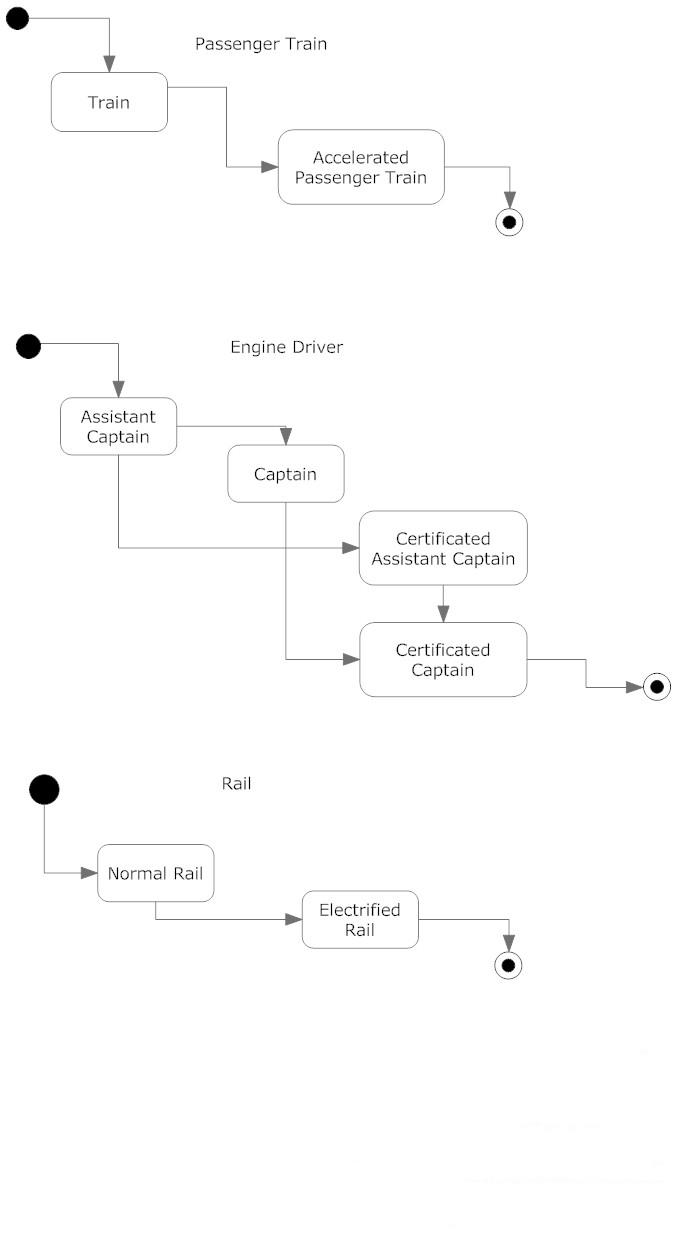 Passenger Train
Train
Accelerated
Passenger Train
Engine Driver
Assistant
Captain
Captain
Certificated
Assistant Captain
Certificated
Captain
Rail
Normal Rail
Electrified
Rail